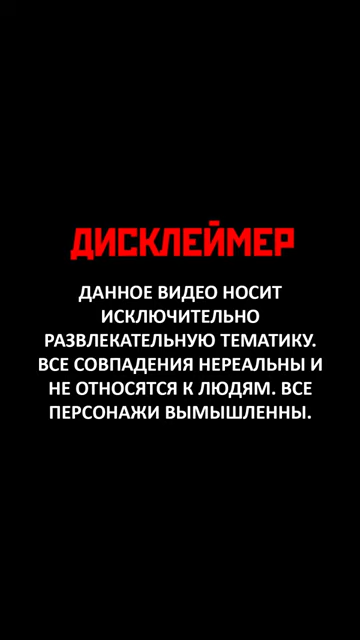 ДИСКЛЕЙМЕР
ДАННОЕ ВИДЕО НОСИТ
ИСКЛЮЧИТЕЛЬНО
РАЗВЛЕКАТЕЛЬНУЮ ТЕМАТИКУ.
ВСЕ СОВПАДЕНИЯ НЕРЕАЛЬНЫ И
НЕ ОТНОСЯТСЯ К ЛЮДЯМ. ВСЕ
ПЕРСОНАЖИ ВЫМЫШЛЕННЫ.